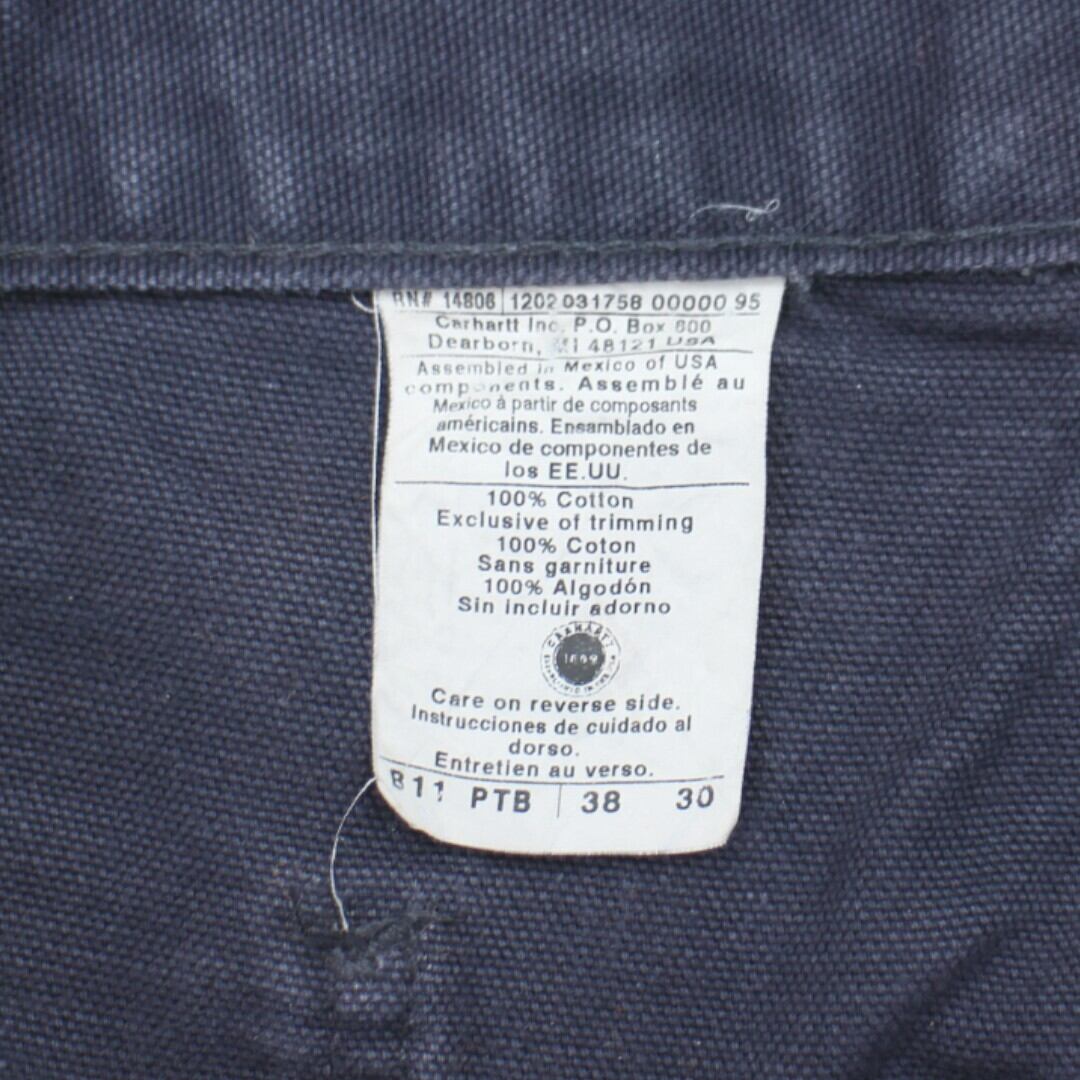 RN# 14806 1202 031758 00000 95
Carhartt Inc. P.O. Box 600
Dearborn, MI 48121 USA
Assembled in Mexico of USA
components. Assemblé au
Mexico à partir de composants
américains. Ensamblado en
Mexico de componentes de
los EE.UU.
100% Cotton
Exclusive of trimming
100% Coton
Sans garniture
100% Algodón
Sin incluir adorno
CARHARTT
1889
Care on reverse side.
Instrucciones de cuidado al
dorso.
Entretien au verso.
B11 PTB 38 30